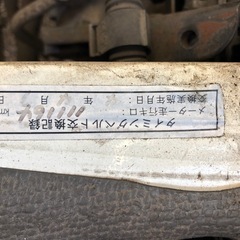 タイミングベルト交換記録
メーター走行キロ： km
交換実施年月日： 年 月 日